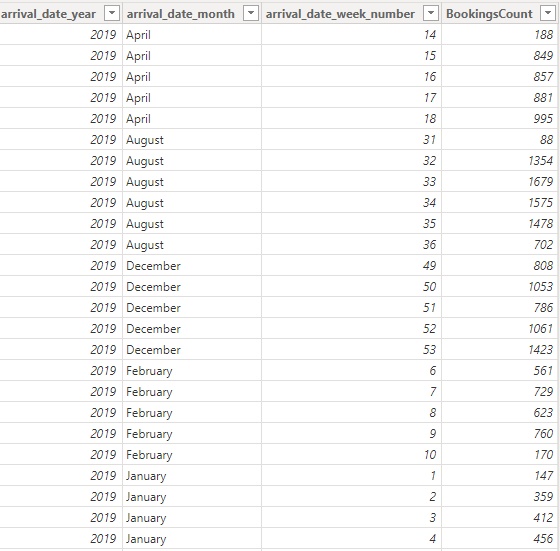 arrival_date_year arrival_date_month arrival_date_week_number BookingsCount
2019 April 14 188
2019 April 15 849
2019 April 16 857
2019 April 17 881
2019 April 18 995
2019 August 31 88
2019 August 32 1354
2019 August 33 1679
2019 August 34 1575
2019 August 35 1478
2019 August 36 702
2019 December 49 808
2019 December 50 1053
2019 December 51 786
2019 December 52 1061
2019 December 53 1423
2019 February 6 561
2019 February 7 729
2019 February 8 623
2019 February 9 760
2019 February 10 170
2019 January 1 147
2019 January 2 359
2019 January 3 412
2019 January 4 456